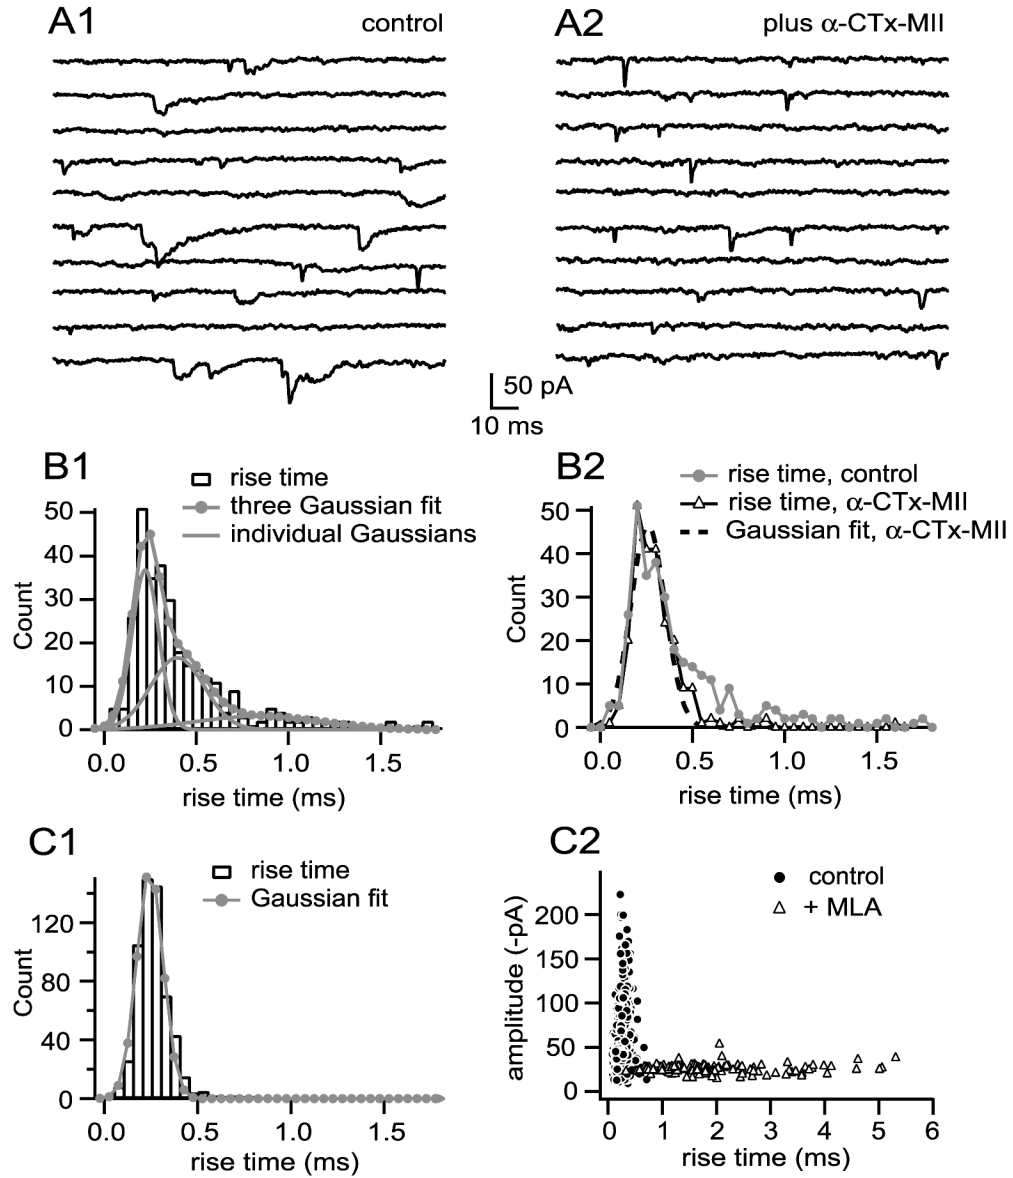 A1 control
A2 plus α-CTx-MII
50 pA
10 ms
B1
rise time
three Gaussian fit
individual Gaussians
50
40
30
20
10
0
Count
0.0 0.5 1.0 1.5
rise time (ms)
B2
rise time, control
rise time, α-CTx-MII
Gaussian fit, α-CTx-MII
50
40
30
20
10
0
Count
0.0 0.5 1.0 1.5
rise time (ms)
C1
rise time
Gaussian fit
120
80
40
0
Count
0.0 0.5 1.0 1.5
rise time (ms)
C2
control
+ MLA
200
150
100
50
0
amplitude (-pA)
0 1 2 3 4 5 6
rise time (ms)